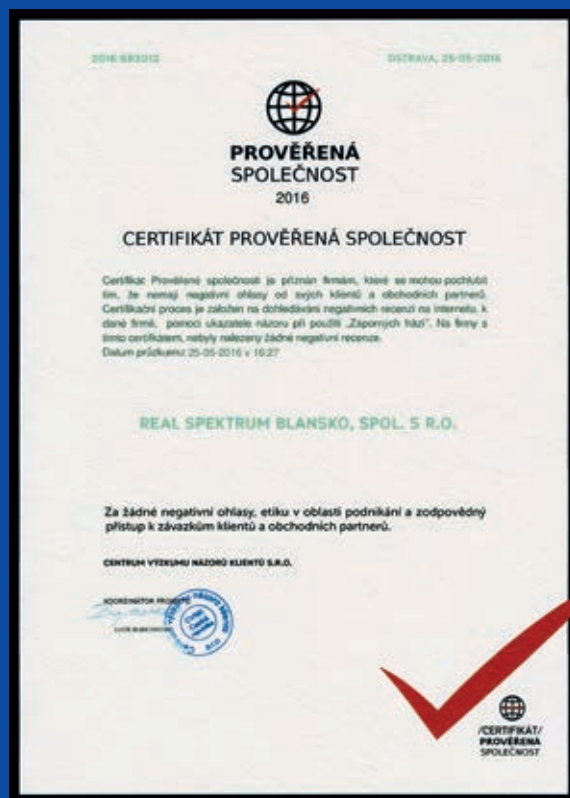 2016-693012
OSTRAVA, 25-05-2016
PROVĚŘENÁ
SPOLEČNOST
2016
CERTIFIKÁT PROVĚŘENÁ SPOLEČNOST
Certifikát Prověřené společnosti je přiznán firmám, které se mohou pochlubit
tím, že nemají negativní ohlasy od svých klientů a obchodních partnerů.
Certifikační proces je založen na dohledávání negativních recenzí na internetu, k
dané firmě, pomocí ukazatele názoru při použití „Záporných frází". Na firmy s
tímto certifikátem, nebyly nalezeny žádné negativní recenze.
Datum průzkumu: 25-05-2016 v 16:27
REAL SPEKTRUM BLANSKO, SPOL. S R.O.
Za žádné negativní ohlasy, etiku v oblasti podnikání a zodpovědný
přístup k závazkům klientů a obchodních partnerů.
CENTRUM VÝZKUMU NÁZORŮ KLIENTŮ S.R.O.
KOORDINÁTOR
/CERTIFIKÁT/
PROVĚŘENÁ
SPOLEČNOST